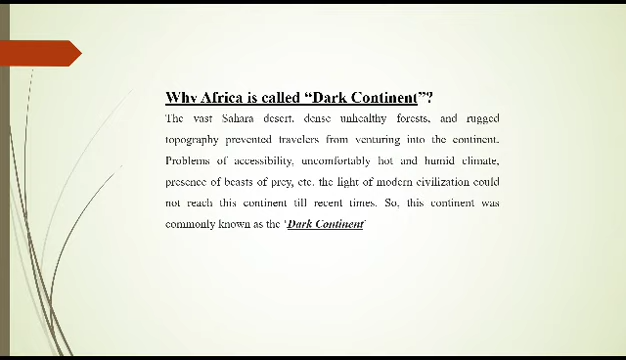 Why Africa is called “Dark Continent”?
The vast Sahara desert, dense unhealthy forests, and rugged
topography prevented travelers from venturing into the continent.
Problems of accessibility, uncomfortably hot and humid climate,
presence of beasts of prey, etc. the light of modern civilization could
not reach this continent till recent times. So, this continent was
commonly known as the ‘Dark Continent’